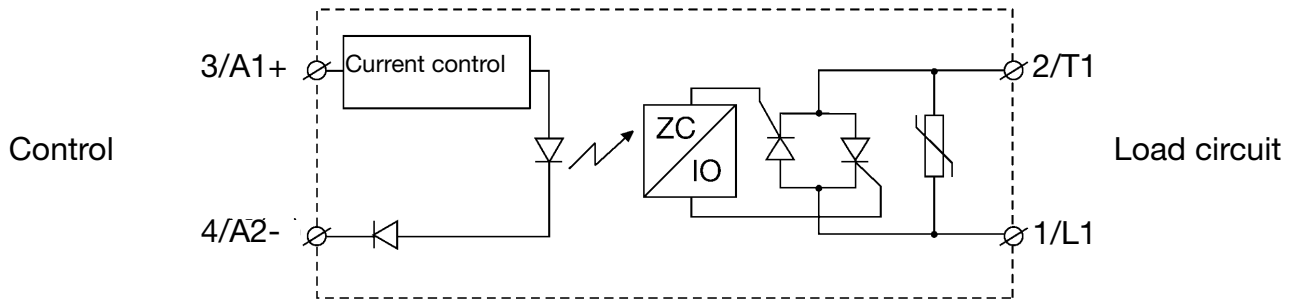 3/A1+
Current control
2/T1
ZC
Control
Load circuit
IO
4/A2-
1/L1